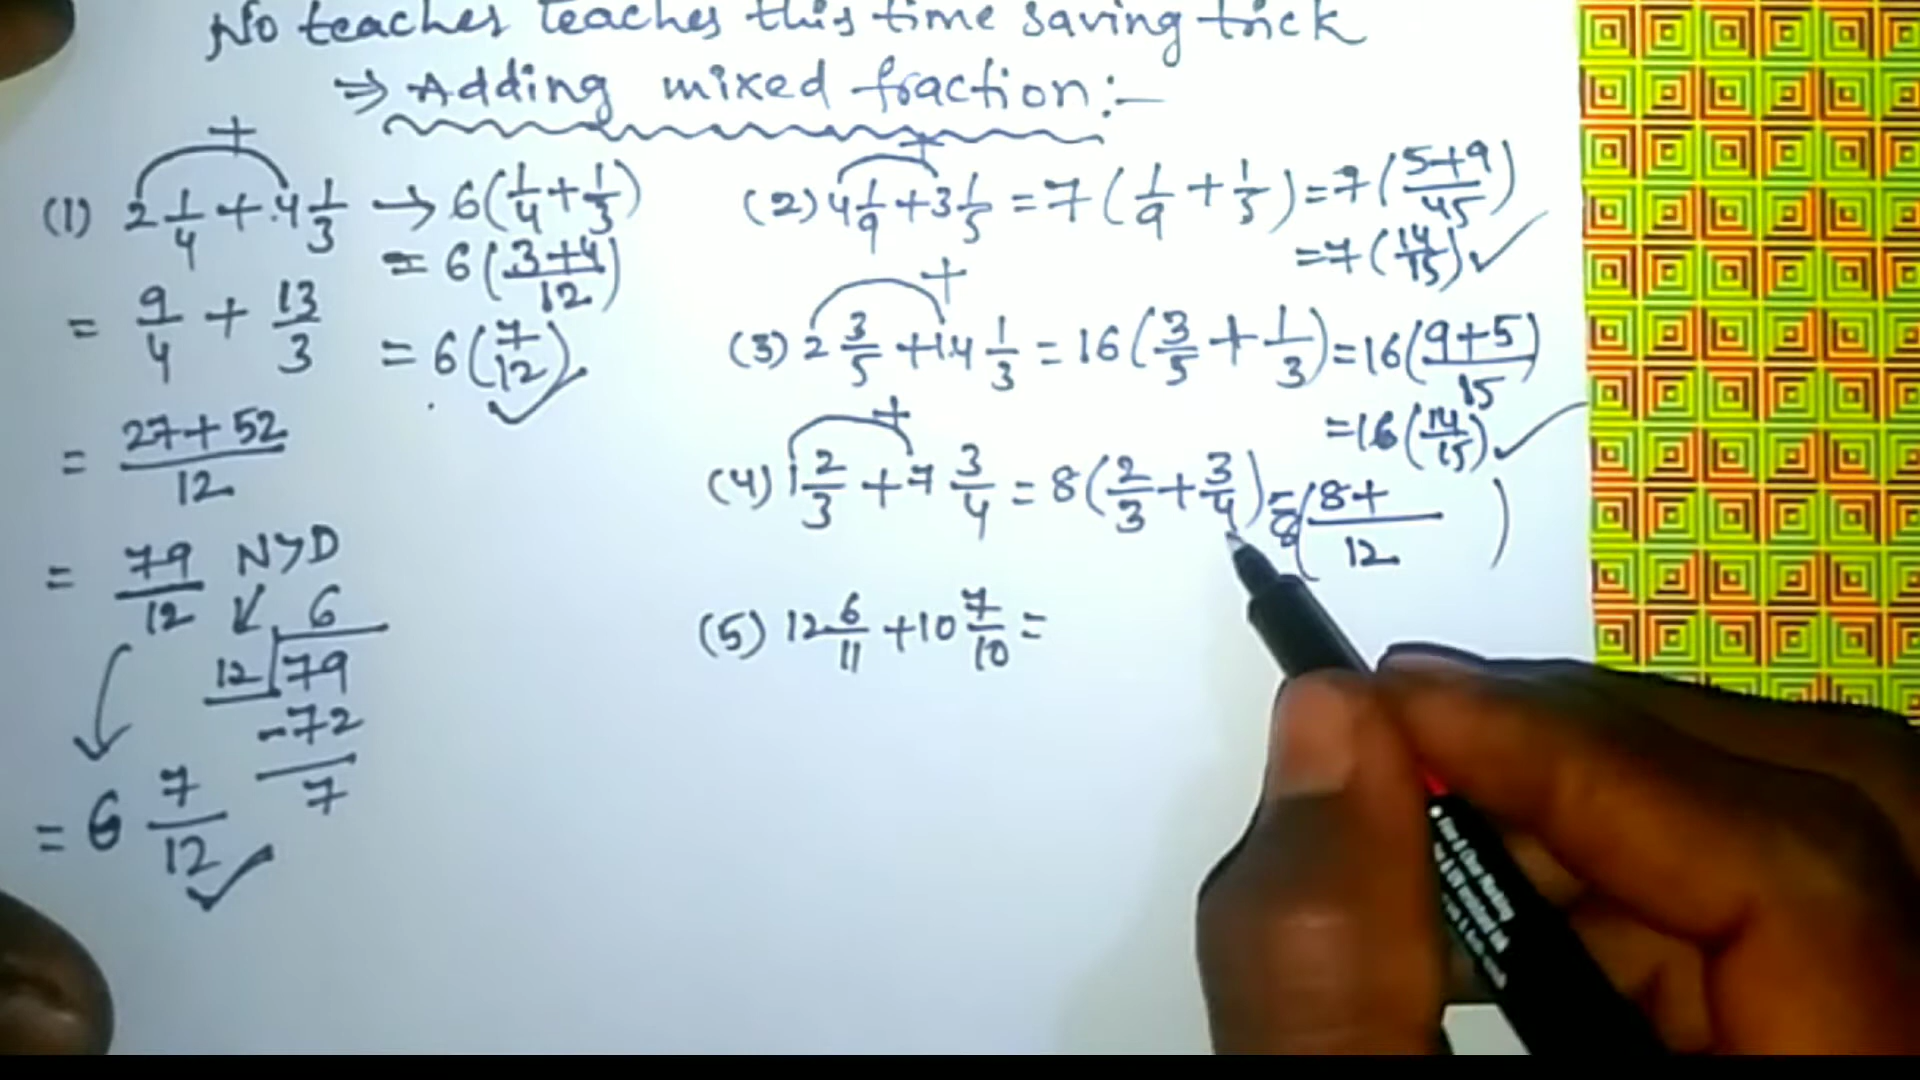 No teacher teaches this time saving trick
⇒ Adding mixed fraction:-
(1) 2 1/4 + 4 1/3 → 6(1/4 + 1/3)
= 6(3+4/12)
= 6(7/12)
= 9/4 + 13/3
= 27+52/12
= 79/12 N>D
6
12 79
-72
7
= 6 7/12
(2) 4 1/9 + 3 1/5 = 7(1/9 + 1/5) = 7(5+9/45)
= 7(14/45)
(3) 2 3/5 + 14 1/3 = 16(3/5 + 1/3) = 16(9+5/15)
= 16(14/15)
(4) 1 2/3 + 7 3/4 = 8(2/3 + 3/4) = 8(8+ /12)
(5) 12 6/11 + 10 7/10 =